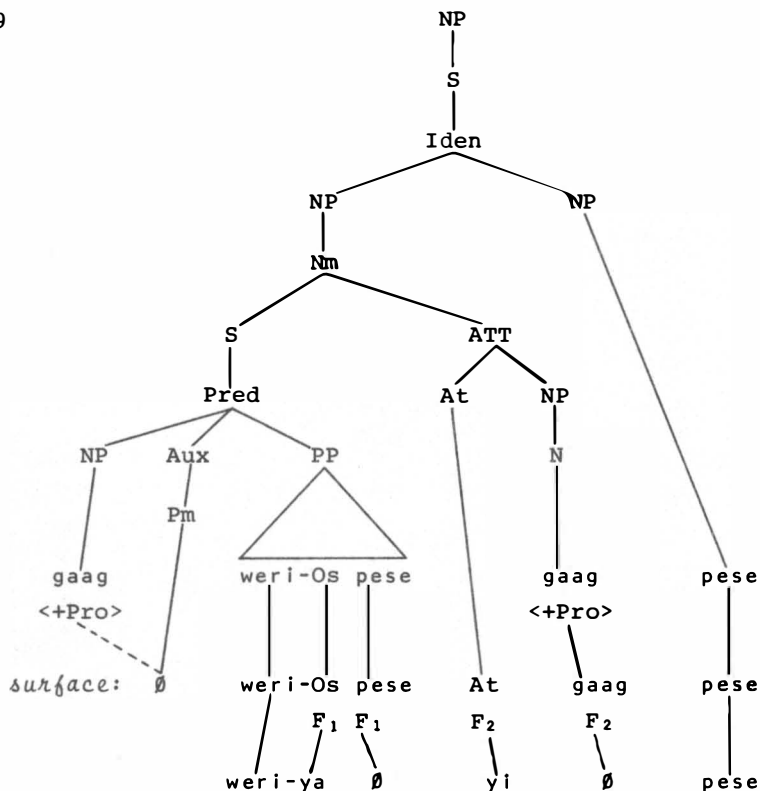 9
NP
S
Iden
NP NP
Nm
S ATT
Pred At NP
NP Aux PP N
Pm
gaag weri-Os pese gaag pese
<+Pro> <+Pro>
surface: Ø weri-Os pese At gaag pese
F₁ F₁ F₂ F₂
weri-ya Ø yi Ø pese